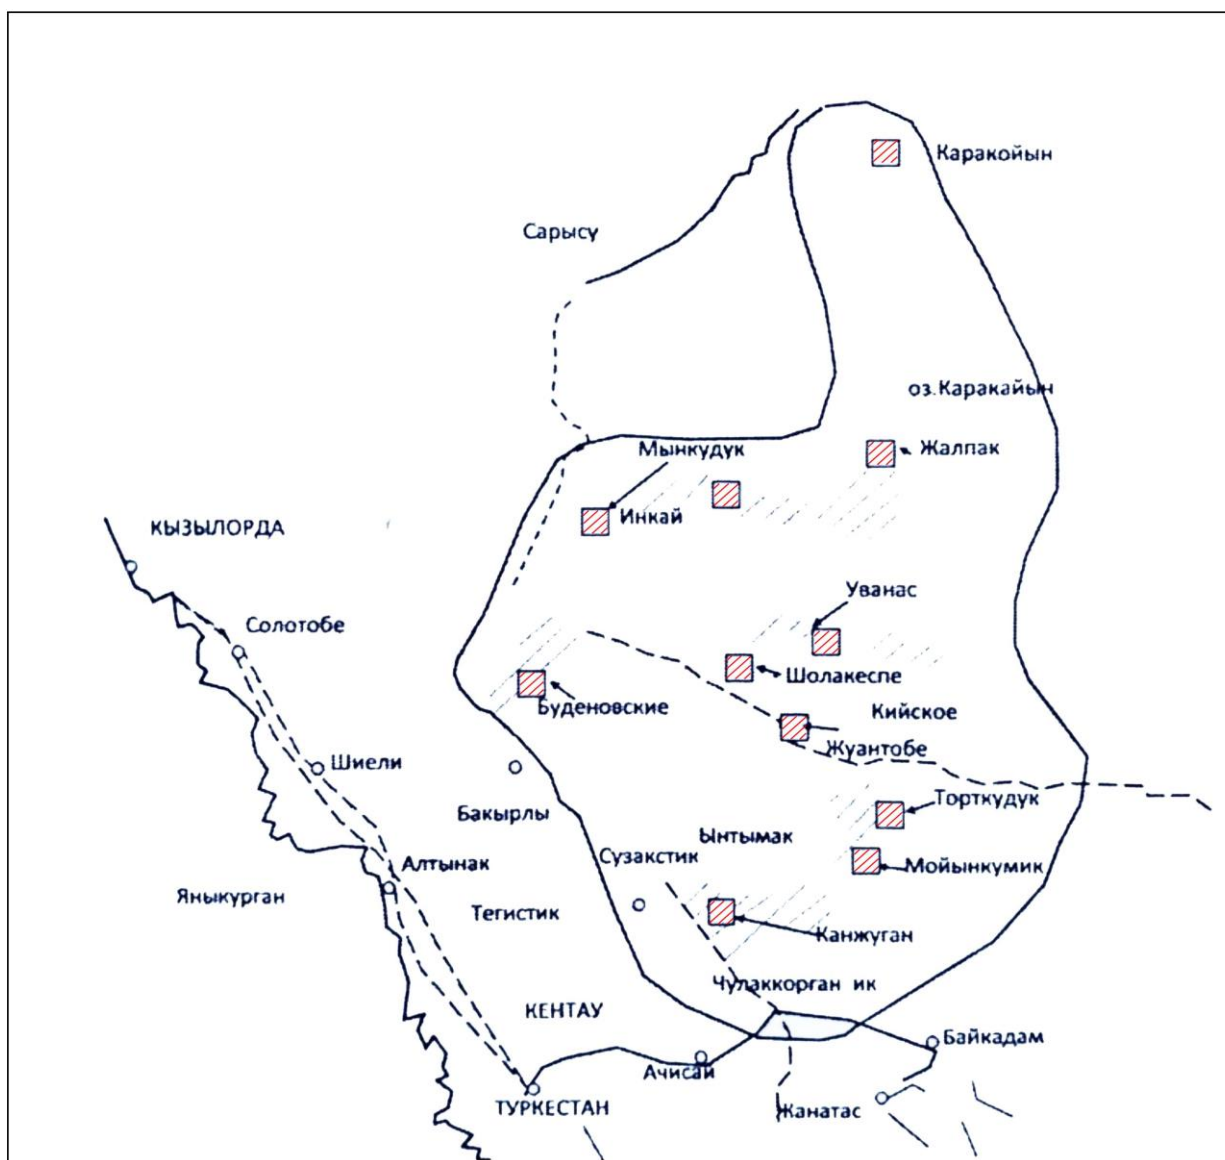 Каракойын
Сарысу
оз.Каракайын
Мынкудук
Жалпак
Инкай
КЫЗЫЛОРДА
Уванас
Солотобе
Шолакеспе
Буденовские
Кийское
Жуантобе
Шиели
Торткудук
Бакырлы
Ынтымак
Сузакстик
Мойынкумик
Алтынак
Яныкурган
Тегистик
Канжуган
Чулаккорган ик
КЕНТАУ
Байкадам
Ачисай
ТУРКЕСТАН
Жанатас